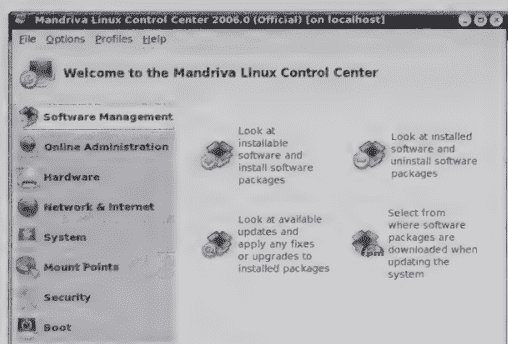 Mandriva Linux Control Center 2006.0 (Official) [on localhost]
File Options Profiles Help
Welcome to the Mandriva Linux Control Center
Software Management
Online Administration
Hardware
Network & Internet
System
Mount Points
Security
Boot
Look at
installable
software and
install software
packages
Look at installed
software and
uninstall software
packages
Look at available
updates and
apply any fixes
or upgrades to
installed packages
Select from
where software
packages are
downloaded when
updating the
system
rpm